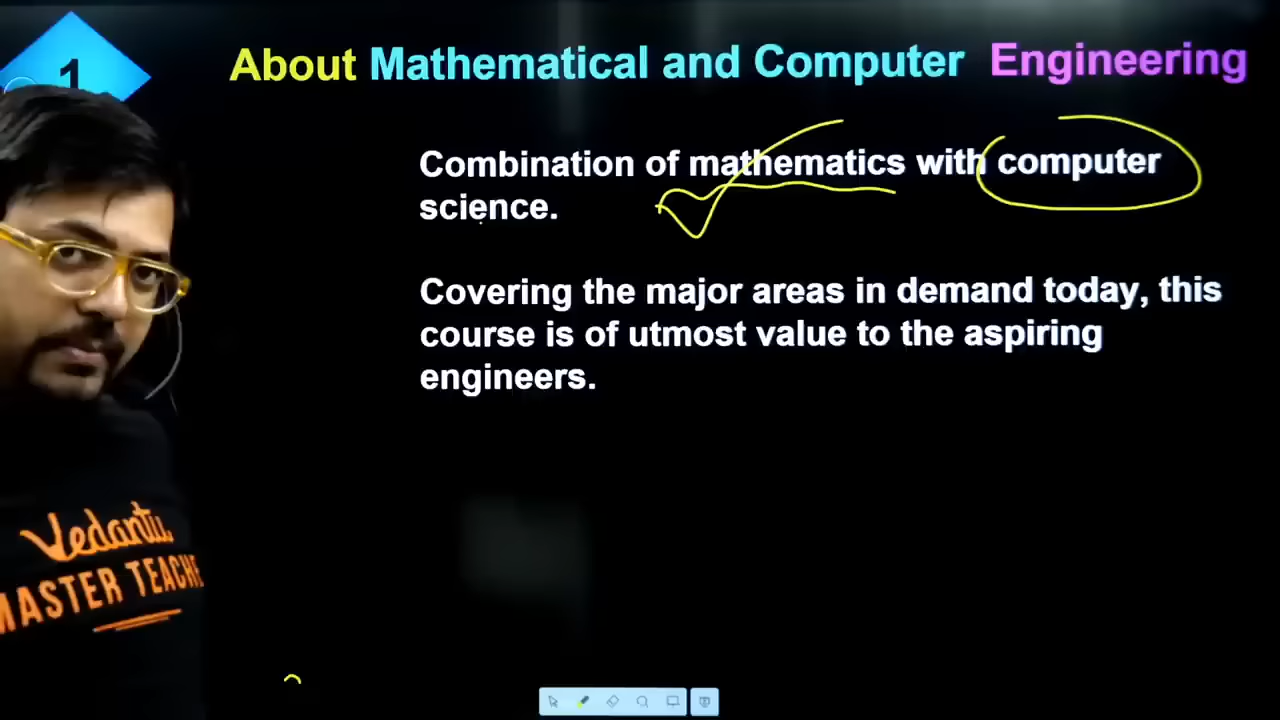 1
About Mathematical and Computer Engineering
Combination of mathematics with computer
science.
Covering the major areas in demand today, this
course is of utmost value to the aspiring
engineers.
Vedantu
MASTER TEACHE